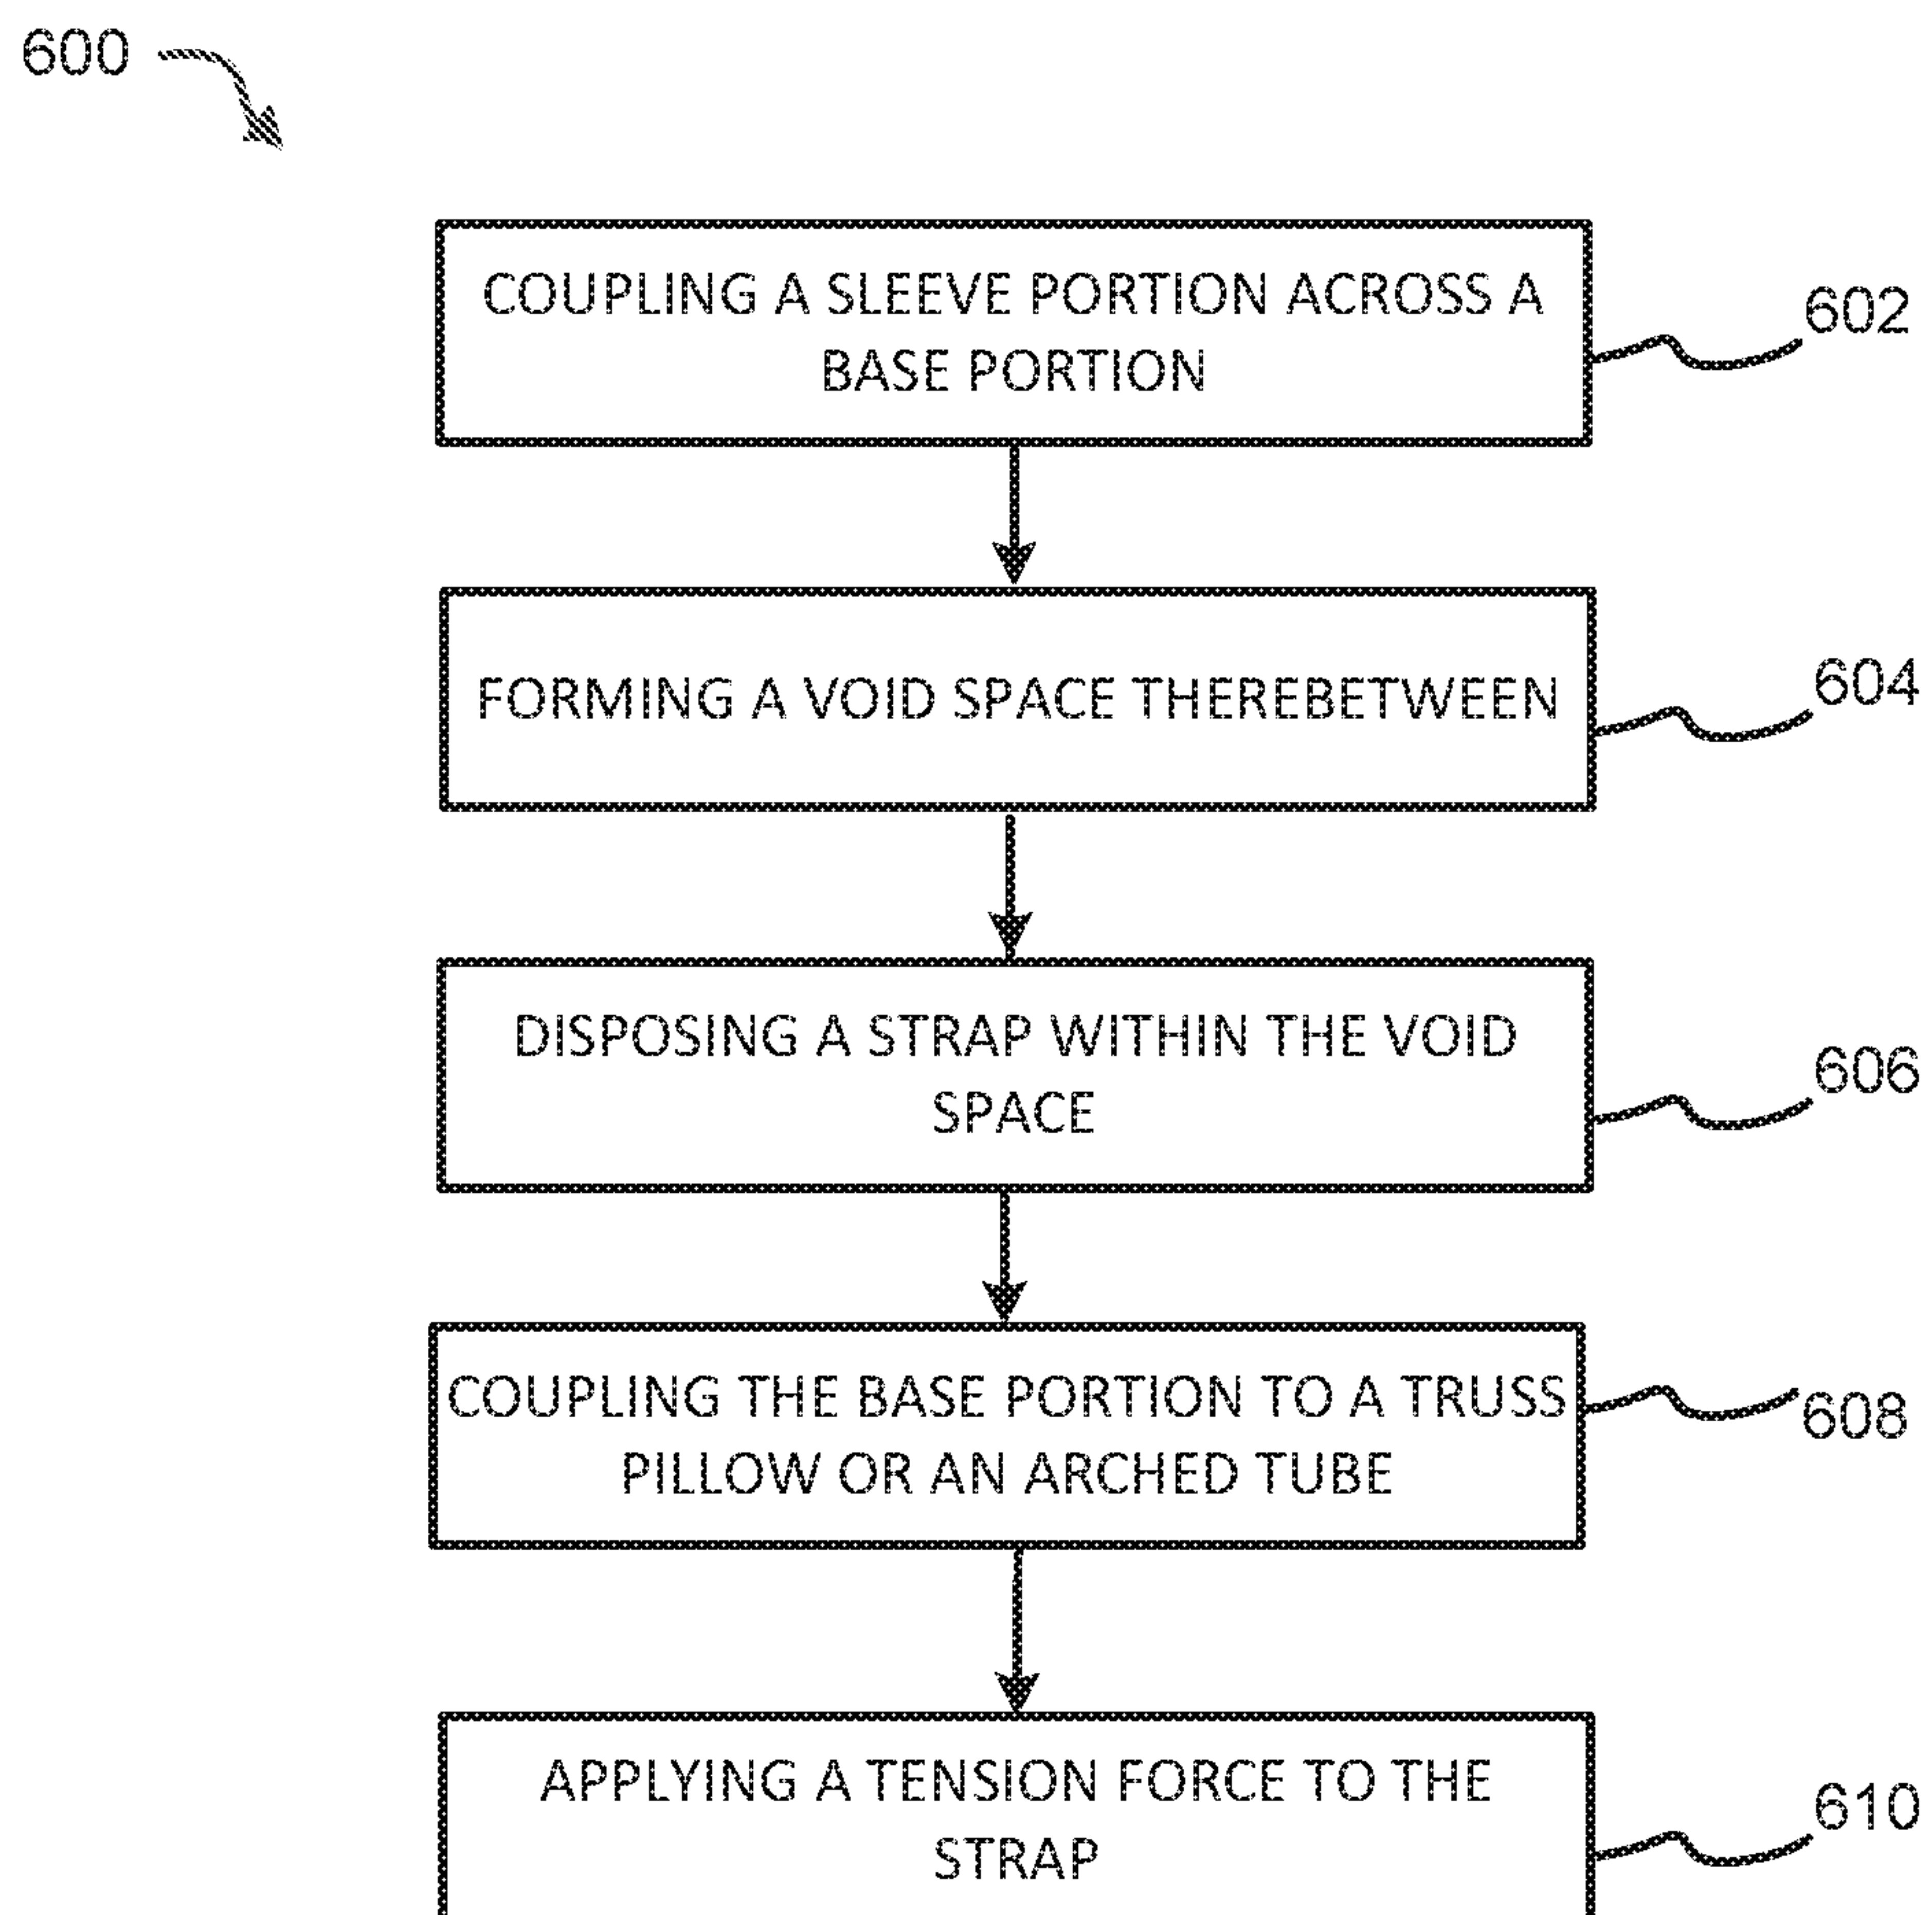 600
COUPLING A SLEEVE PORTION ACROSS A
BASE PORTION
602
FORMING A VOID SPACE THEREBETWEEN
604
DISPOSING A STRAP WITHIN THE VOID
SPACE
606
COUPLING THE BASE PORTION TO A TRUSS
PILLOW OR AN ARCHED TUBE
608
APPLYING A TENSION FORCE TO THE
STRAP
610